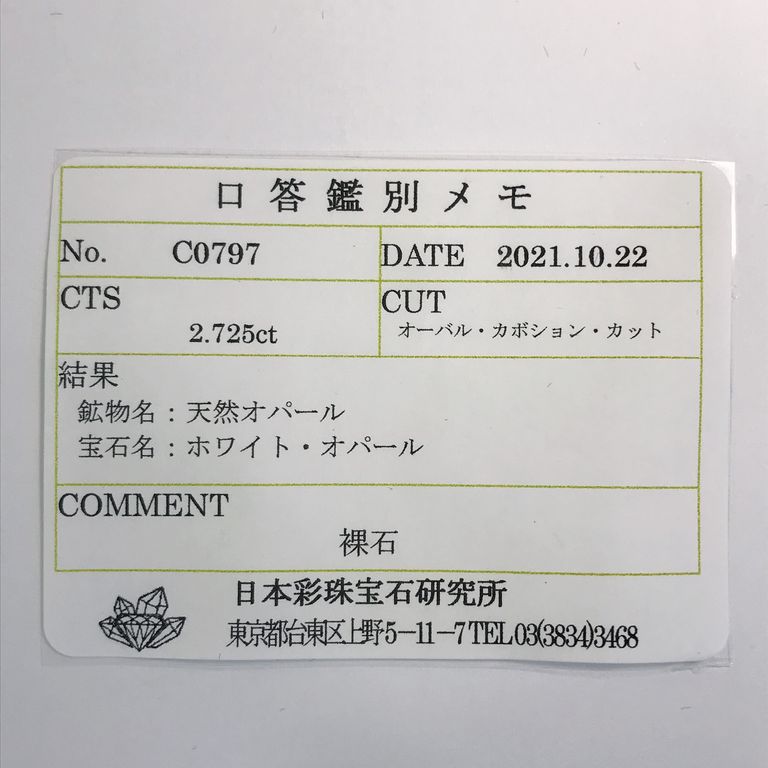 口答鑑別メモ
No. C0797
DATE 2021.10.22
CTS
2.725ct
CUT
オーバル・カボション・カット
結果
鉱物名：天然オパール
宝石名：ホワイト・オパール
COMMENT
裸石
日本彩珠宝石研究所
東京都台東区上野5－11－7 TEL 03(3834)3468